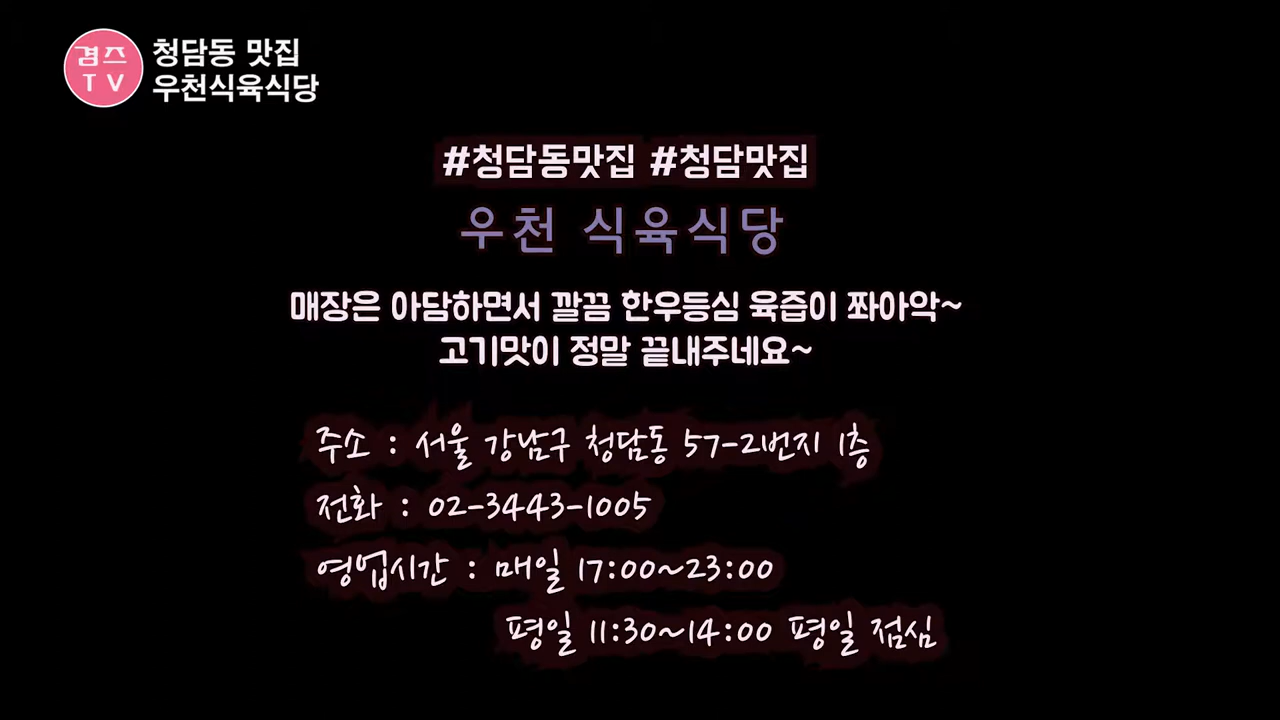 겸즈
TV
청담동 맛집
우천식육식당
#청담동맛집 #청담맛집
우천 식육식당
매장은 아담하면서 깔끔 한우등심 육즙이 쫘아악~
고기맛이 정말 끝내주네요~
주소 : 서울 강남구 청담동 57-2번지 1층
전화 : 02-3443-1005
영업시간 : 매일 17:00~23:00
평일 11:30~14:00 평일 점심